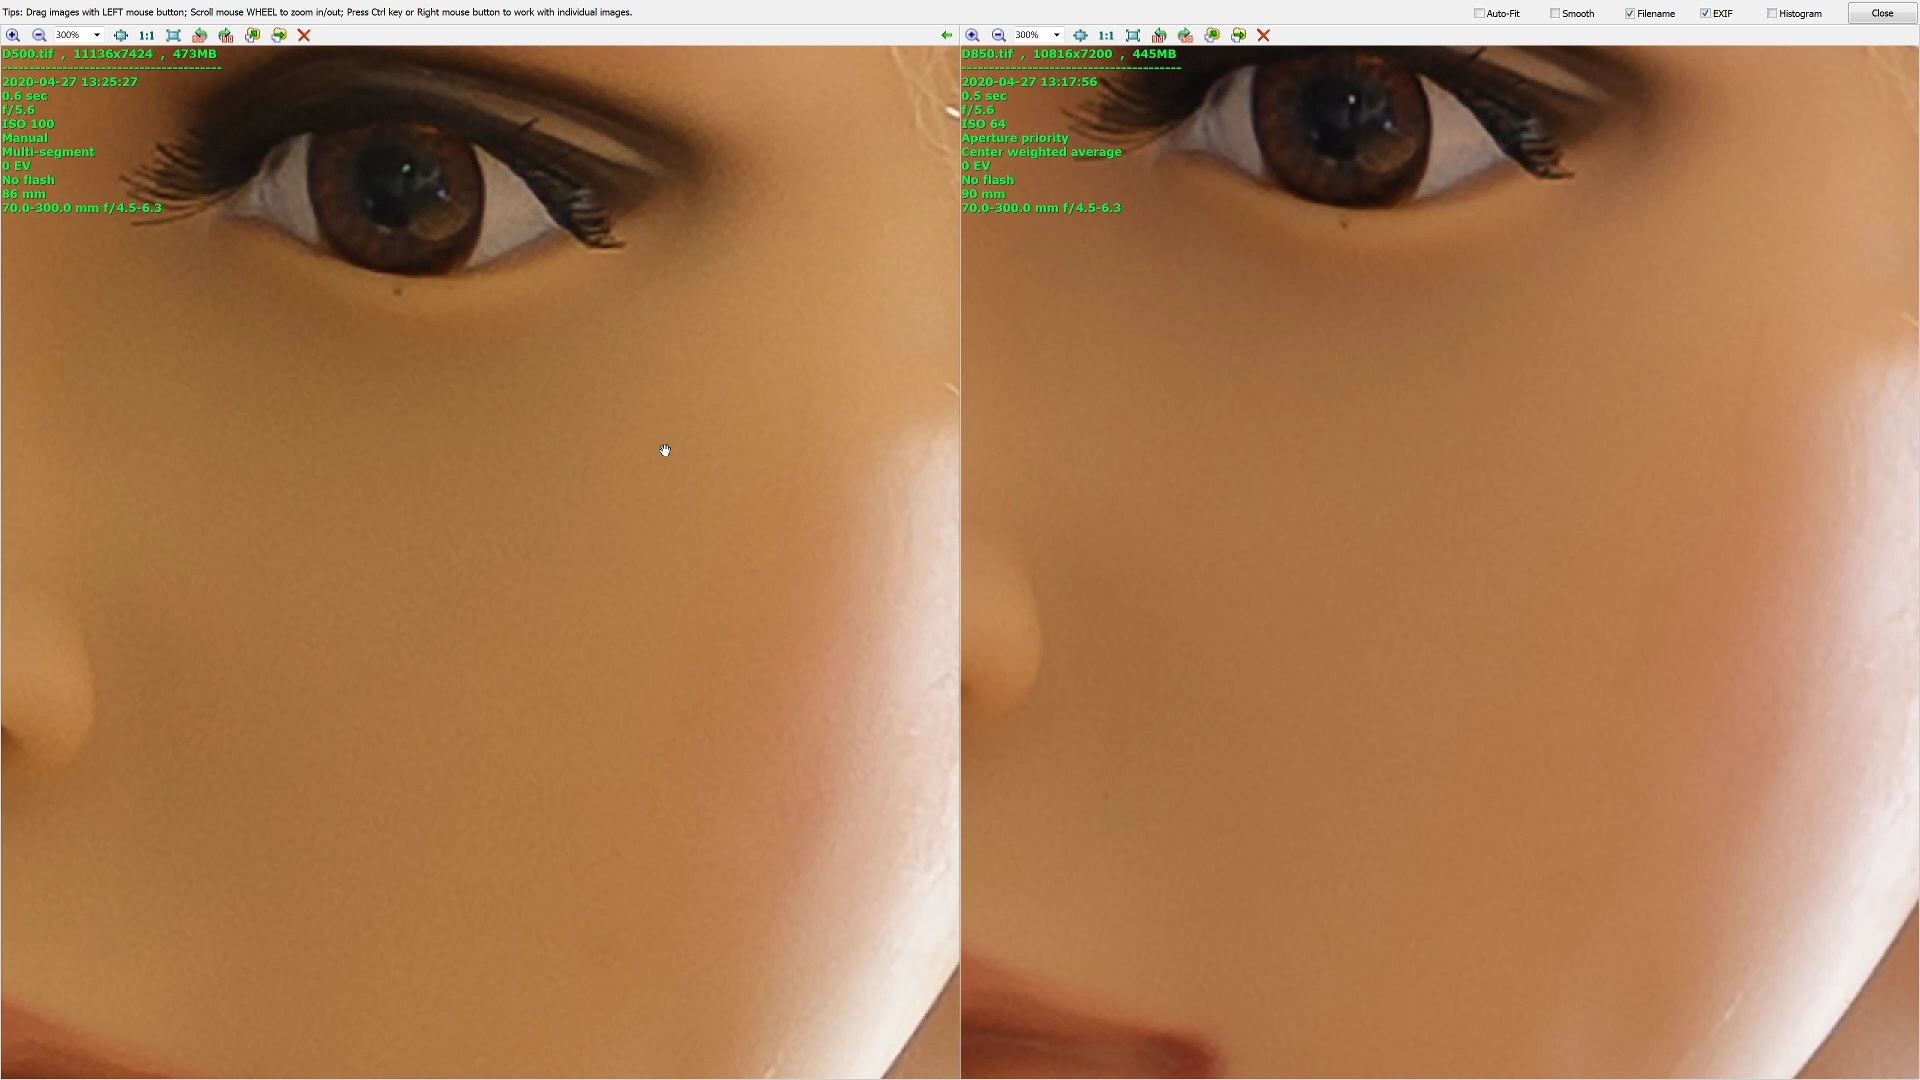 Tips: Drag images with LEFT mouse button; Scroll mouse WHEEL to zoom in/out; Press Ctrl key or Right mouse button to work with individual images.
Auto-Fit Smooth Filename EXIF Histogram Close
300% 1:1
D500.tif , 11136x7424 , 473MB
----------------------------------------
2020-04-27 13:25:27
0.6 sec
f/5.6
ISO 100
Manual
Multi-segment
0 EV
No flash
86 mm
70.0-300.0 mm f/4.5-6.3
300% 1:1
D850.tif , 10816x7200 , 445MB
----------------------------------------
2020-04-27 13:17:56
0.5 sec
f/5.6
ISO 64
Aperture priority
Center weighted average
0 EV
No flash
90 mm
70.0-300.0 mm f/4.5-6.3